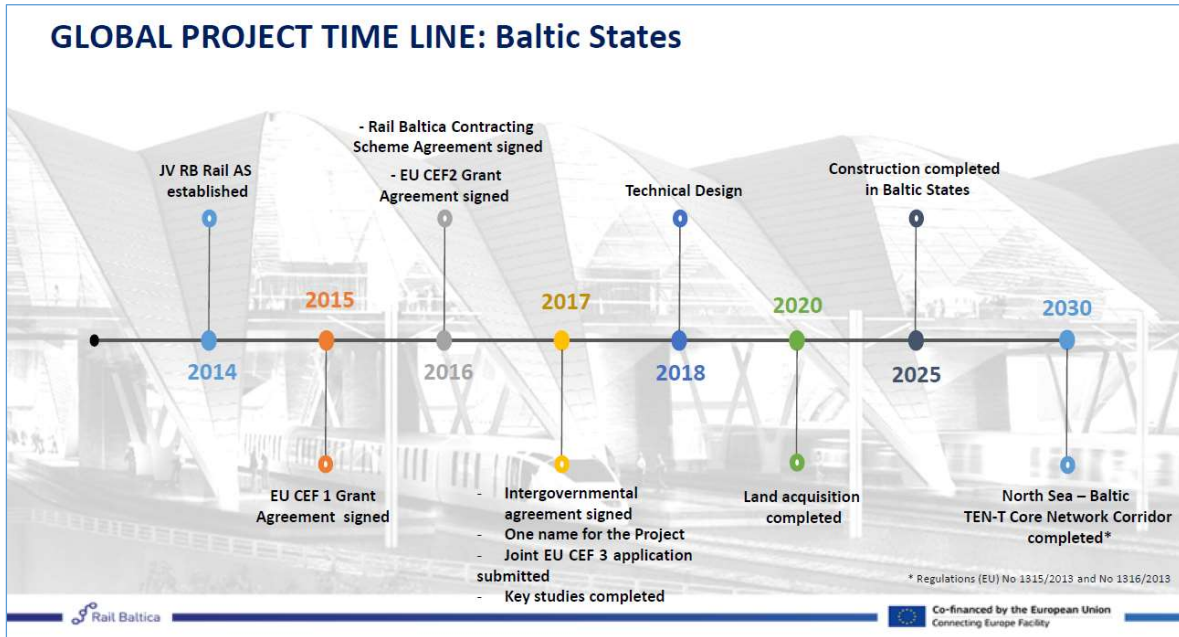 GLOBAL PROJECT TIME LINE: Baltic States
JV RB Rail AS
established
2014
2015
EU CEF 1 Grant
Agreement signed
- Rail Baltica Contracting
Scheme Agreement signed
- EU CEF2 Grant
Agreement signed
2016
2017
- Intergovernmental
agreement signed
- One name for the Project
- Joint EU CEF 3 application
submitted
- Key studies completed
Technical Design
2018
2020
Land acquisition
completed
Construction completed
in Baltic States
2025
2030
North Sea – Baltic
TEN-T Core Network Corridor
completed*
* Regulations (EU) No 1315/2013 and No 1316/2013
Rail Baltica
Co-financed by the European Union
Connecting Europe Facility